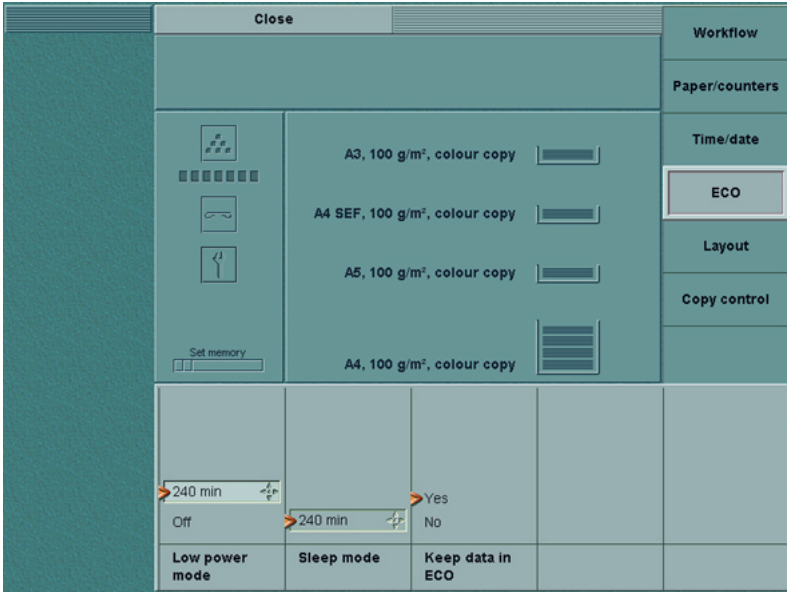 Close
Workflow
Paper/counters
Time/date
ECO
Layout
Copy control
A3, 100 g/m², colour copy
A4 SEF, 100 g/m², colour copy
A5, 100 g/m², colour copy
Set memory
A4, 100 g/m², colour copy
240 min
Off
240 min
Yes
No
Low power
mode
Sleep mode
Keep data in
ECO